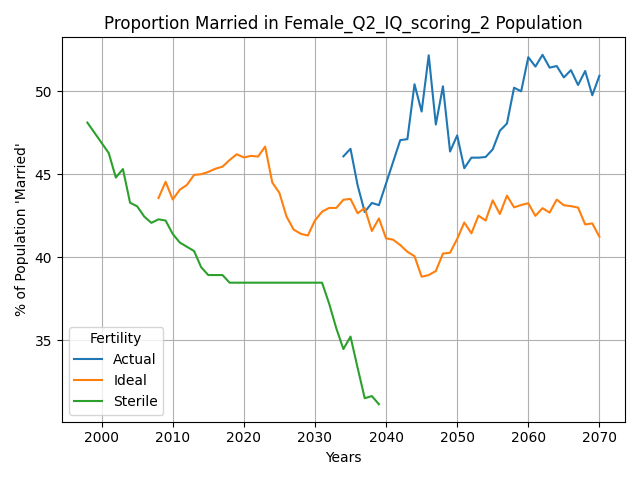 Proportion Married in Female_Q2_IQ_scoring_2 Population
% of Population 'Married'
50
45
40
35
Fertility
Actual
Ideal
Sterile
2000 2010 2020 2030 2040 2050 2060 2070
Years